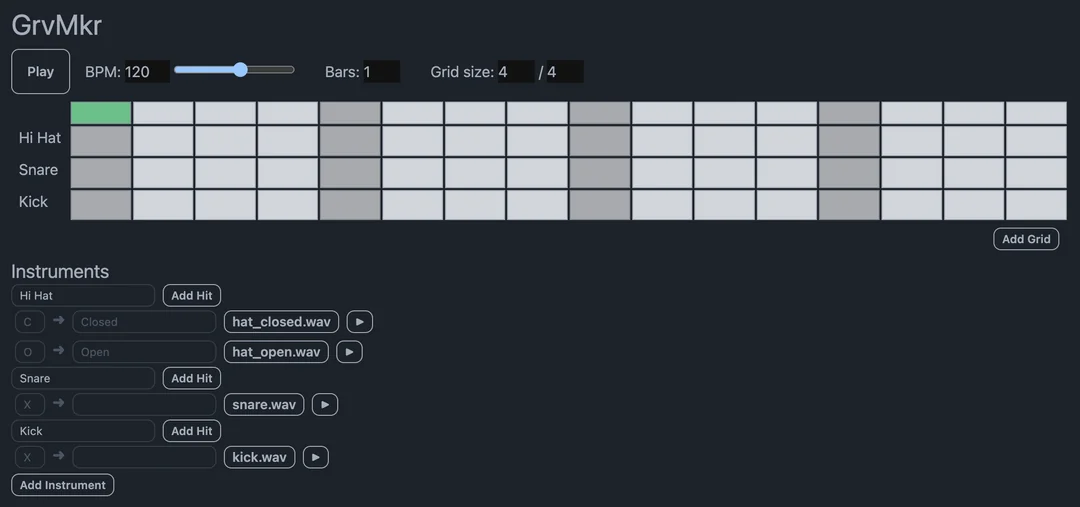 GrvMkr
Play BPM: 120 Bars: 1 Grid size: 4 / 4
Hi Hat
Snare
Kick
Add Grid
Instruments
Hi Hat Add Hit
C ➔ Closed hat_closed.wav ▶
O ➔ Open hat_open.wav ▶
Snare Add Hit
X ➔ snare.wav ▶
Kick Add Hit
X ➔ kick.wav ▶
Add Instrument